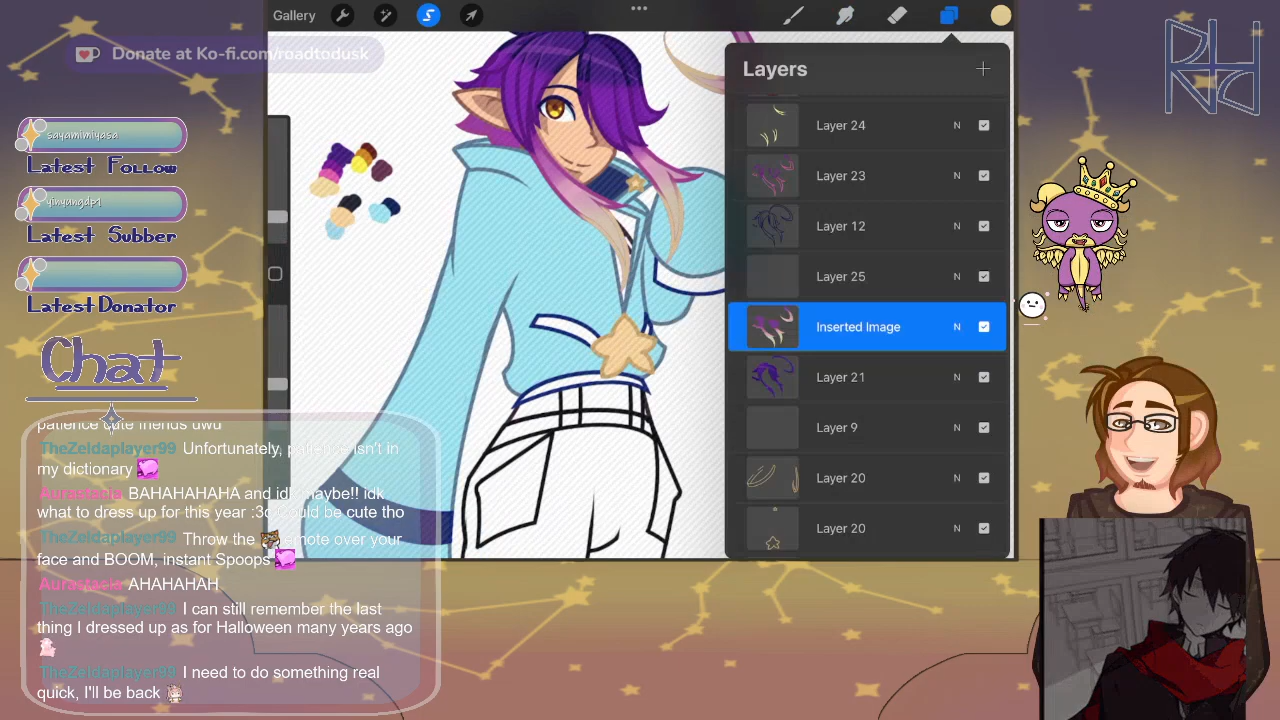 Gallery
Donate at Ko-fi.com/roadtodusk
sayamimiyasa
Latest Follow
yinyungdp1
Latest Subber
Latest Donator
Chat
patience cute friends uwu
TheZeldaplayer99 Unfortunately, patience isn't in
my dictionary
Aurastasia BAHAHAHAHA and idk maybe!! idk
what to dress up for this year :3c could be cute tho
TheZeldaplayer99 Throw the emote over your
face and BOOM, instant Spoops
Aurastasia AHAHAHAH
TheZeldaplayer99 I can still remember the last
thing I dressed up as for Halloween many years ago
TheZeldaplayer99 I need to do something real
quick, I'll be back
Layers
Layer 24 N
Layer 23 N
Layer 12 N
Layer 25 N
Inserted Image N
Layer 21 N
Layer 9 N
Layer 20 N
Layer 20 N